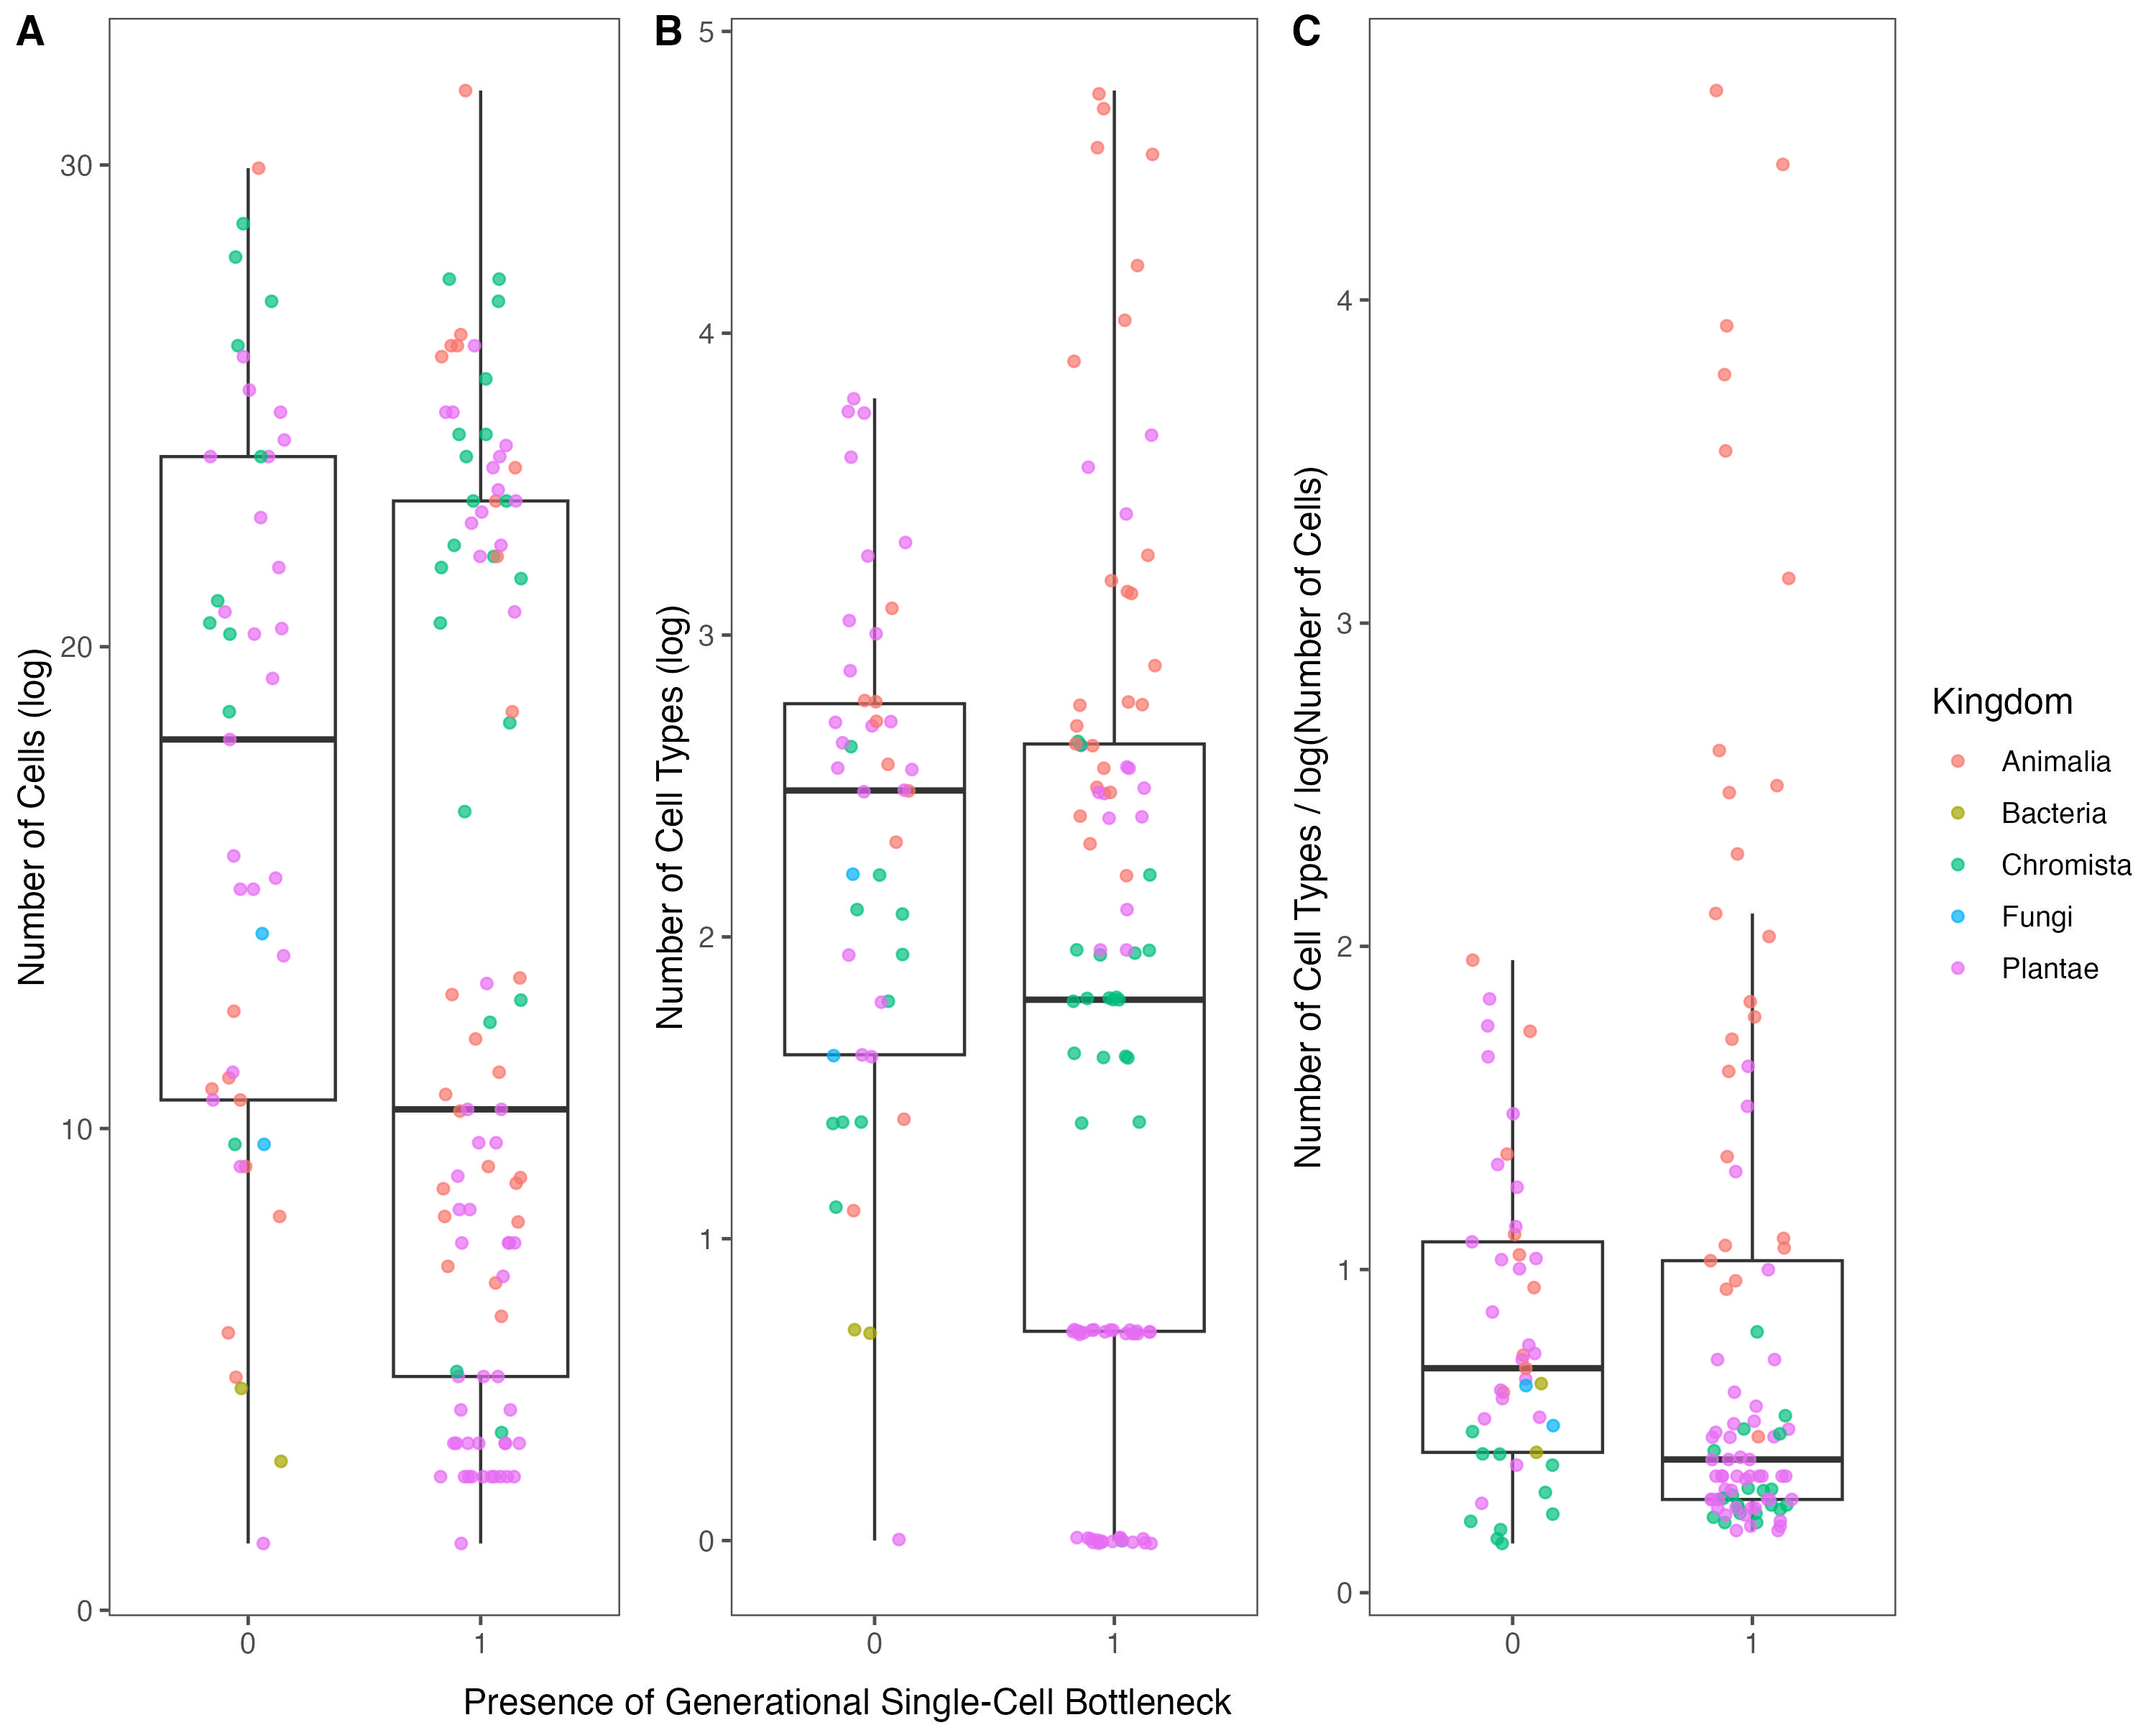 A
Number of Cells (log)
30
20
10
0
0 1
B
Number of Cell Types (log)
5
4
3
2
1
0
0 1
C
Number of Cell Types / log(Number of Cells)
4
3
2
1
0
0 1
Presence of Generational Single-Cell Bottleneck
Kingdom
Animalia
Bacteria
Chromista
Fungi
Plantae